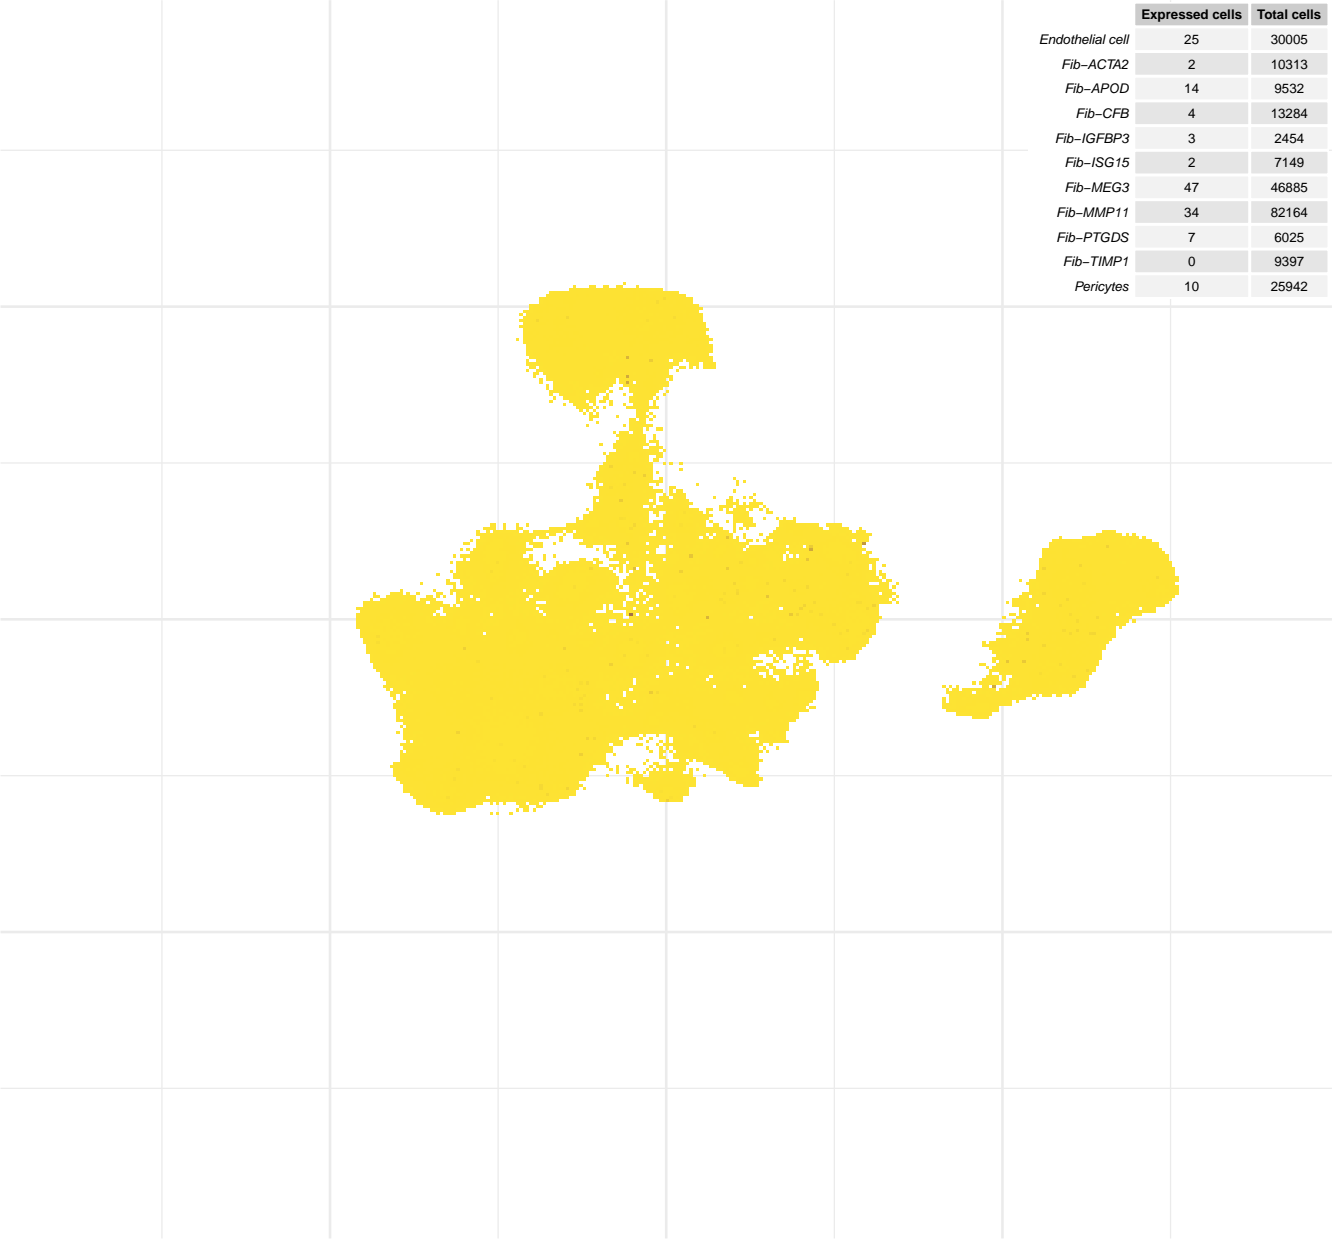 Expressed cells Total cells
Endothelial cell 25 30005
Fib−ACTA2 2 10313
Fib−APOD 14 9532
Fib−CFB 4 13284
Fib−IGFBP3 3 2454
Fib−ISG15 2 7149
Fib−MEG3 47 46885
Fib−MMP11 34 82164
Fib−PTGDS 7 6025
Fib−TIMP1 0 9397
Pericytes 10 25942